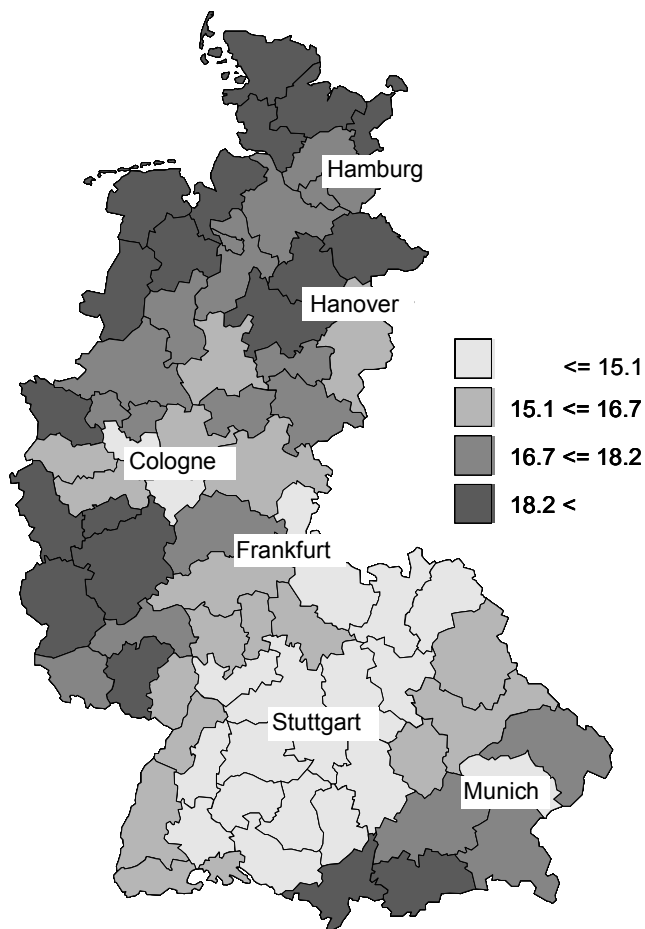 Hamburg
Hanover
<= 15.1
15.1 <= 16.7
Cologne
16.7 <= 18.2
18.2 <
Frankfurt
Stuttgart
Munich